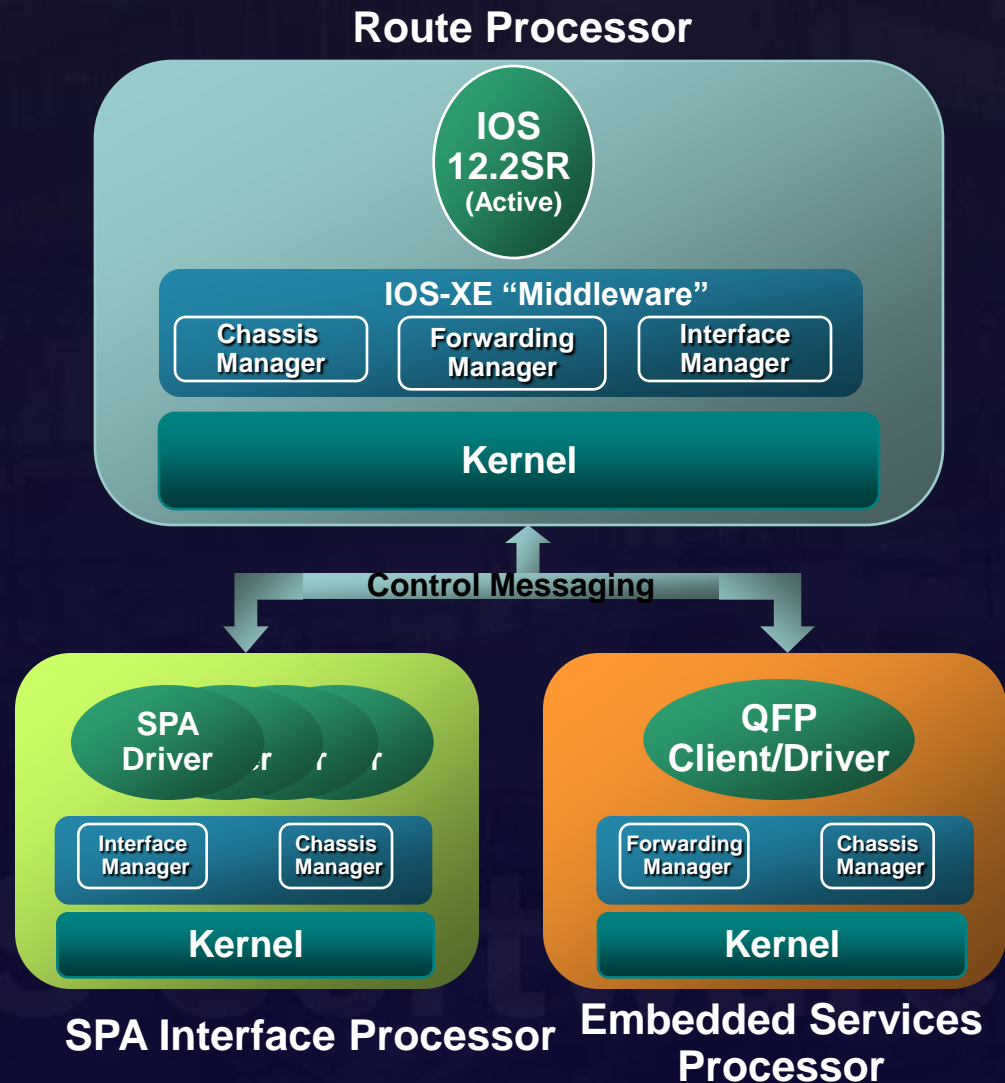 Route Processor
IOS
12.2SR
(Active)
IOS-XE “Middleware”
Chassis
Manager
Forwarding
Manager
Interface
Manager
Kernel
Control Messaging
SPA
Driver
er
r
r
QFP
Client/Driver
Interface
Manager
Chassis
Manager
Forwarding
Manager
Chassis
Manager
Kernel
Kernel
SPA Interface Processor
Embedded Services
Processor